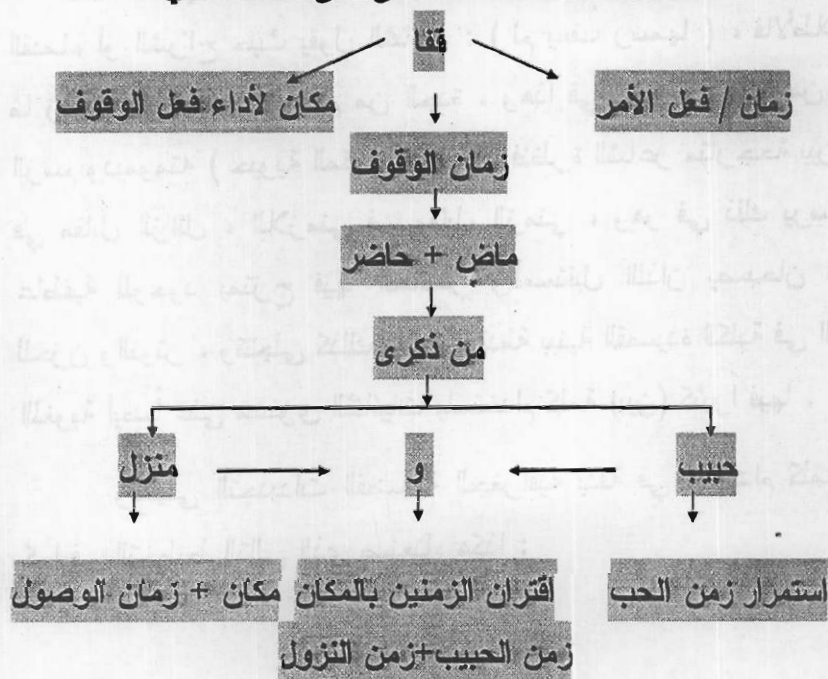 قفا
زمان / فعل الأمر
مكان لأداء فعل الوقوف
زمان الوقوف
ماض + حاضر
من ذكرى
حبيب
و
منزل
استمرار زمن الحب
اقتران الزمنين بالمكان
زمن الحبيب+زمن النزول
مكان + زمان الوصول